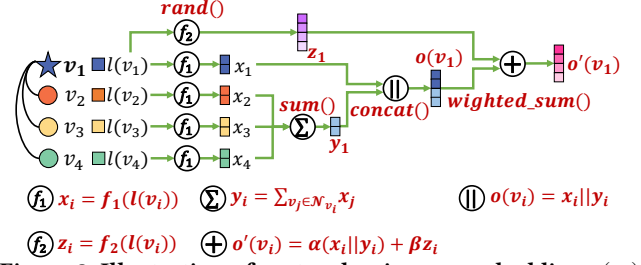 rand()
f₂ z₁
v₁ l(v₁) f₁ x₁ o(v₁) + o′(v₁)
v₂ l(v₂) f₁ x₂ sum() || wighted_sum()
concat()
v₃ l(v₃) f₁ x₃ Σ y₁
v₄ l(v₄) f₁ x₄
f₁ xᵢ = f₁(l(vᵢ)) Σ yᵢ = ∑_{vⱼ∈𝒩_{vᵢ}} xⱼ || o(vᵢ) = xᵢ||yᵢ
f₂ zᵢ = f₂(l(vᵢ)) + o′(vᵢ) = α(xᵢ||yᵢ) + βzᵢ